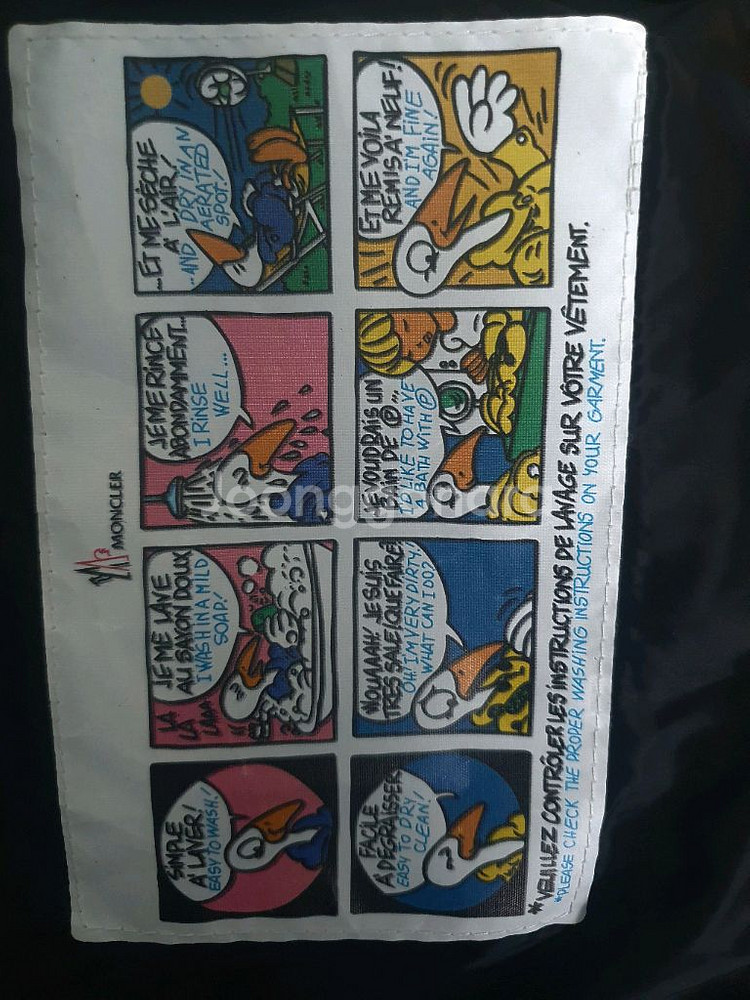 MONCLER
SIMPLE
À LAVER!
EASY TO WASH!
JE ME LAVE
AU SAVON DOUX
I WASH IN A MILD
SOAP!
LA
LA
LAAA
JE ME RINCE
ABONDAMMENT...
I RINSE
WELL...
...ET ME SÈCHE
À L'AIR!
...AND DRY IN AN
AERATED
SPOT!
FACILE
À DÉGRAISSER
EASY TO DRY
CLEAN!
WOUAAAH! JE SUIS
TRES SALE! QUE FAIRE?
OH! I'M VERY DIRTY!
WHAT CAN I DO?
JE VOUDRAIS UN
BAIN DE Ⓟ...
I'D LIKE TO HAVE
A BATH WITH Ⓟ
ET ME VOILÀ
REMIS À NEUF!
AND I'M FINE
AGAIN!
*VEUILLEZ CONTRÔLER LES INSTRUCTIONS DE LAVAGE SUR VÔTRE VÊTEMENT.
*PLEASE CHECK THE PROPER WASHING INSTRUCTIONS ON YOUR GARMENT.